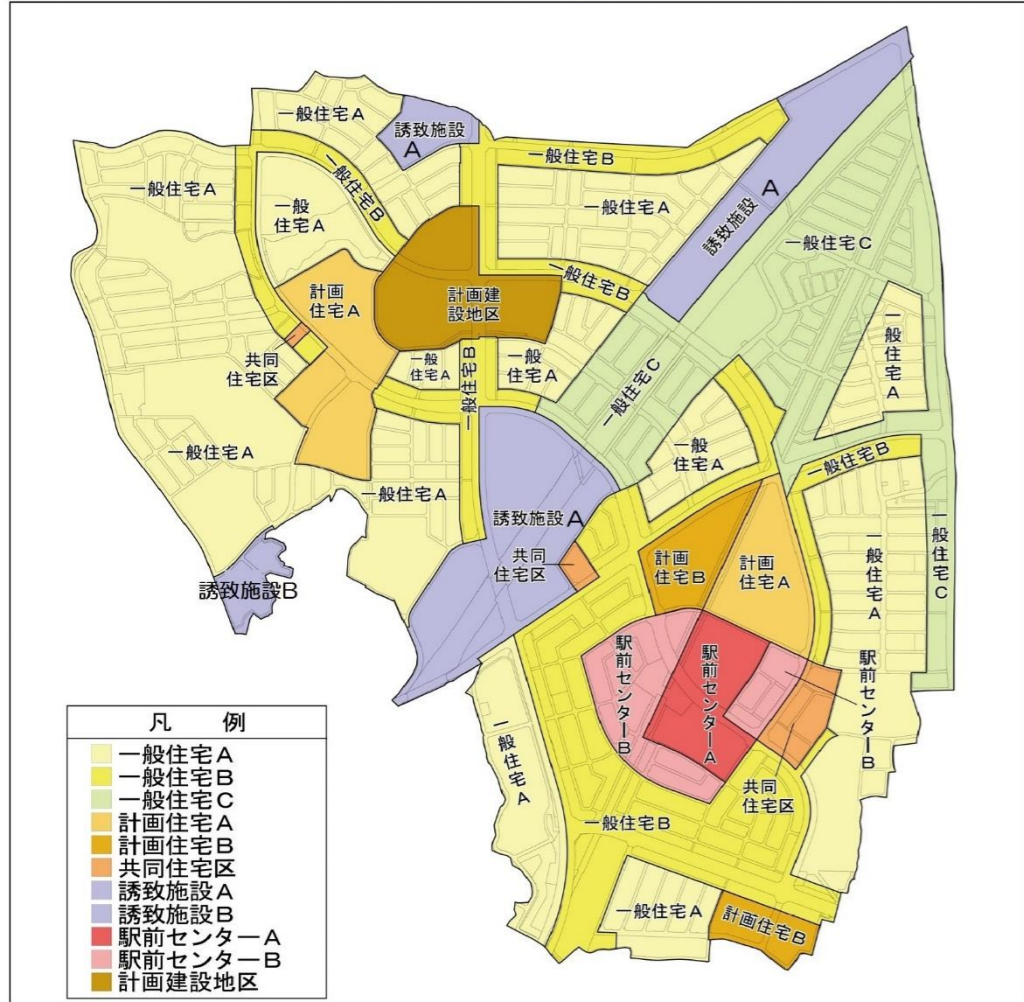 一般住宅A
誘致施設
A
一般住宅B
一般住宅A
一般住宅B
一般住宅A
誘致施設 A
一般
住宅A
一般住宅C
一般住宅B
計画
住宅A
計画建
設地区
一般住宅A
共同
住宅区
一般
住宅A
一般住宅B
一般
住宅A
一般住宅C
一般
住宅A
一般住宅B
一般住宅A
一般住宅A
誘致施設A
共同
住宅区
計画
住宅B
計画
住宅A
一般住宅A
一般住宅C
誘致施設B
駅前センターB
駅前センターA
駅前センターB
一般住宅A
共同
住宅区
一般住宅B
一般住宅A
計画住宅B
凡 例
一般住宅A
一般住宅B
一般住宅C
計画住宅A
計画住宅B
共同住宅区
誘致施設A
誘致施設B
駅前センターA
駅前センターB
計画建設地区